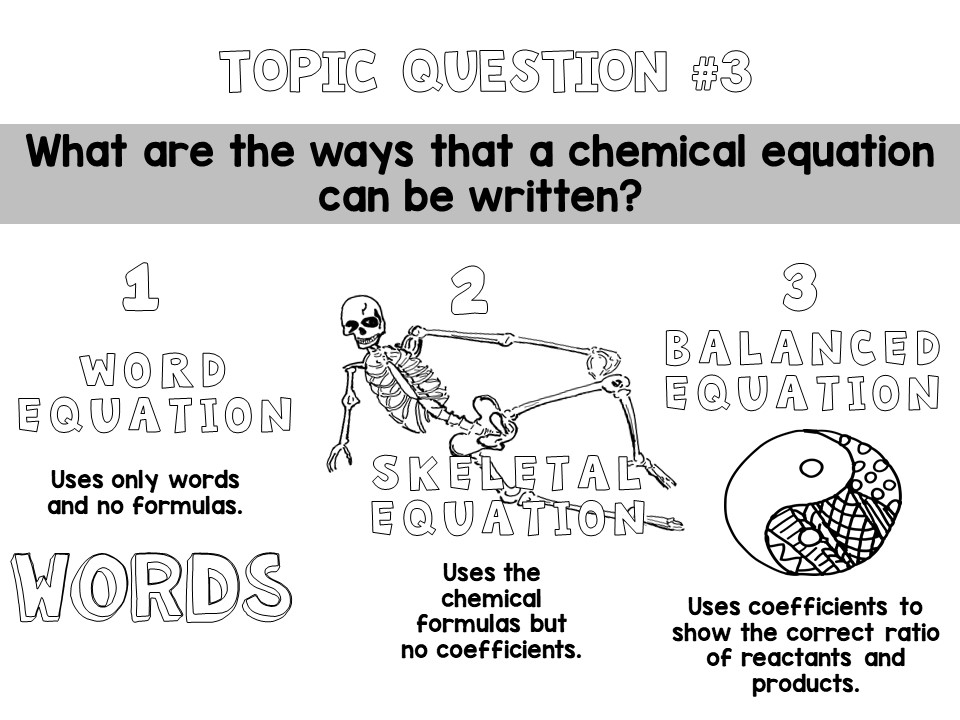 TOPIC QUESTION #3
What are the ways that a chemical equation
can be written?
1
WORD
EQUATION
Uses only words
and no formulas.
WORDS
2
SKELETAL
EQUATION
Uses the
chemical
formulas but
no coefficients.
3
BALANCED
EQUATION
Uses coefficients to
show the correct ratio
of reactants and
products.